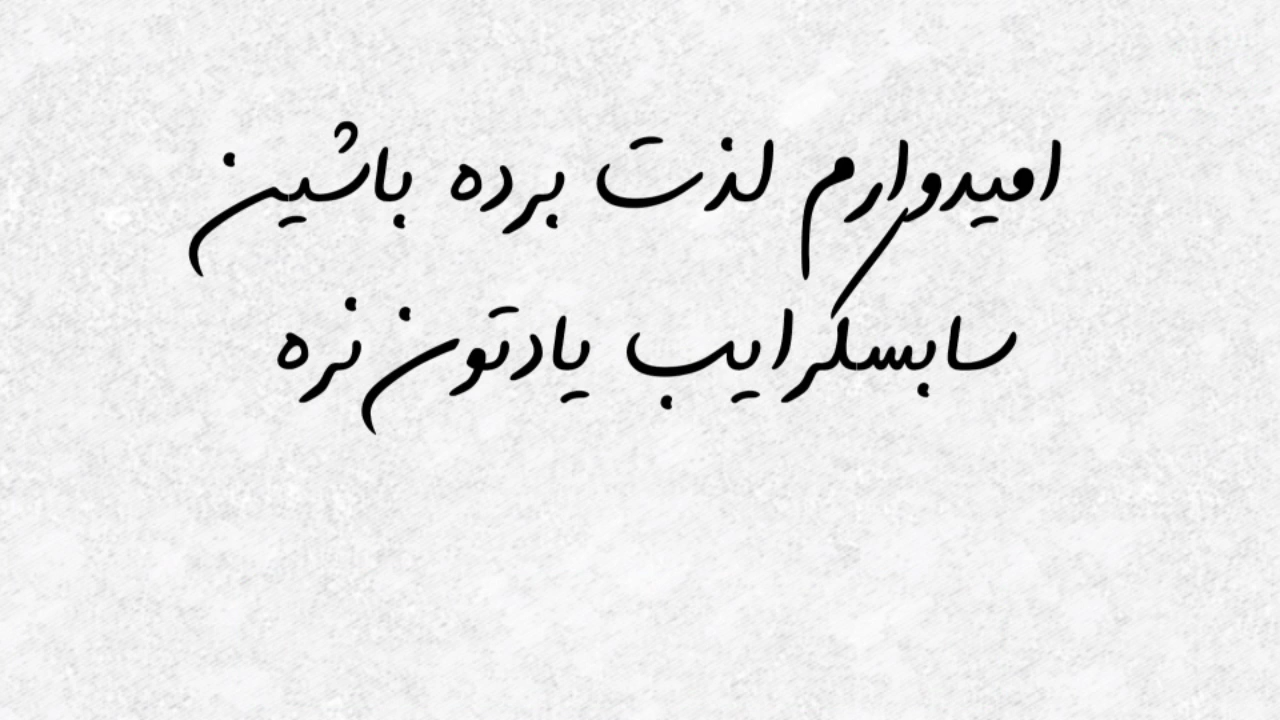 امیدوارم لذت برده باشین
سابسکرایب یادتون نره